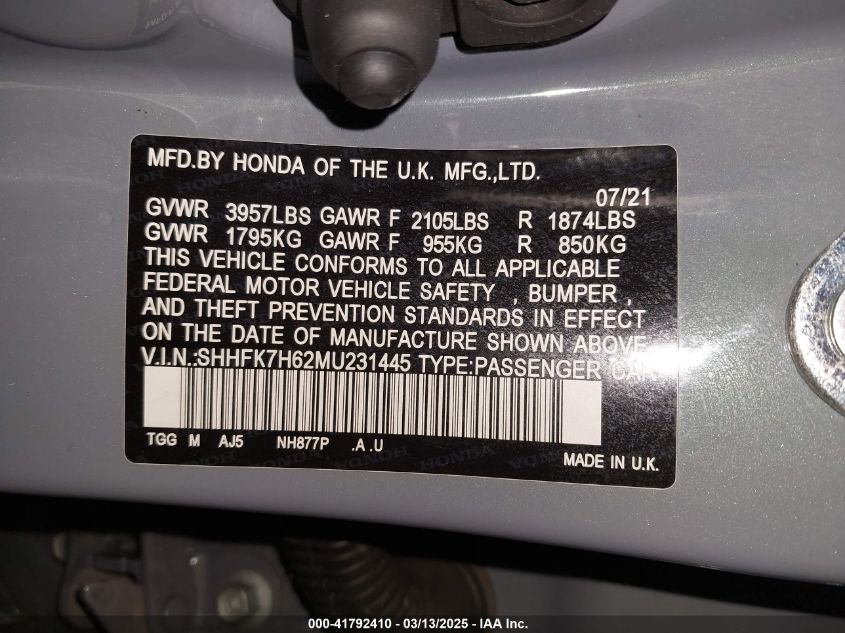 MFD.BY HONDA OF THE U.K. MFG.,LTD.
07/21
GVWR 3957LBS GAWR F 2105LBS R 1874LBS
GVWR 1795KG GAWR F 955KG R 850KG
THIS VEHICLE CONFORMS TO ALL APPLICABLE
FEDERAL MOTOR VEHICLE SAFETY , BUMPER ,
AND THEFT PREVENTION STANDARDS IN EFFECT
ON THE DATE OF MANUFACTURE SHOWN ABOVE.
V.I.N.:SHHFK7H62MU231445 TYPE:PASSENGER CAR
TGG M AJ5 NH877P .A .U
MADE IN U.K.
000-41792410 - 03/13/2025 - IAA Inc.